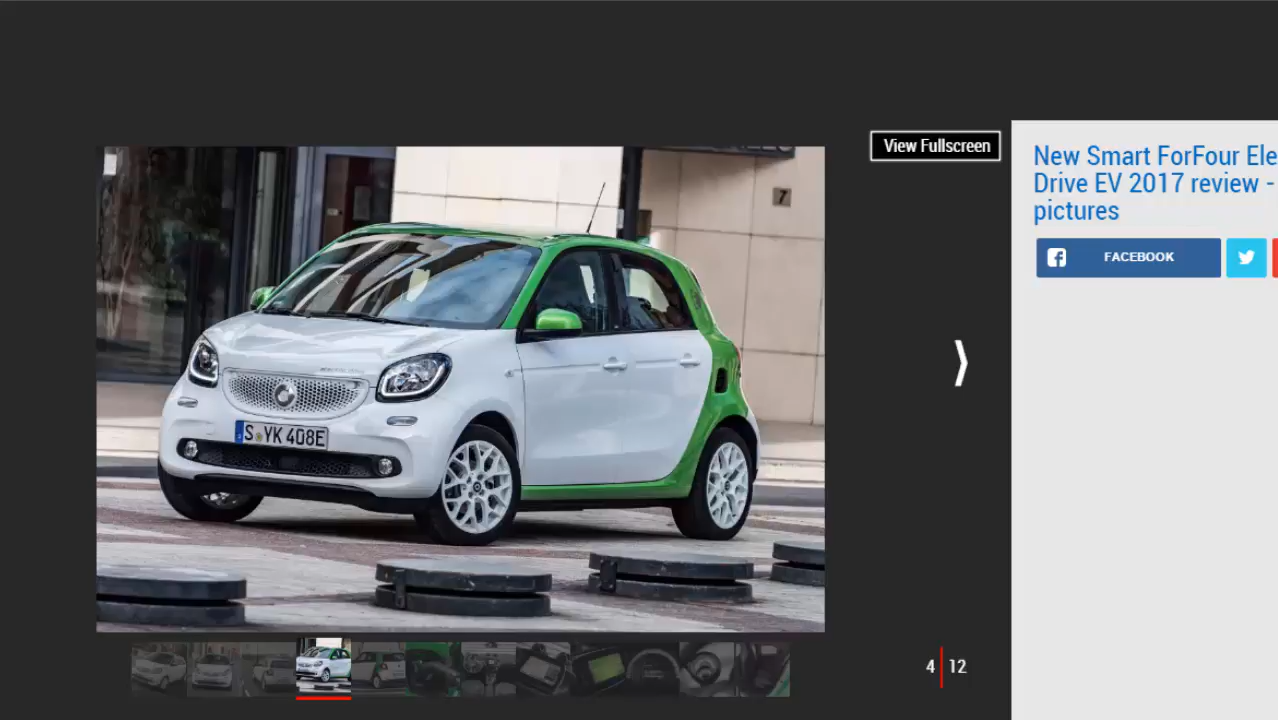 View Fullscreen
New Smart ForFour Ele
Drive EV 2017 review -
pictures
FACEBOOK
7
S YK 408E
4 12